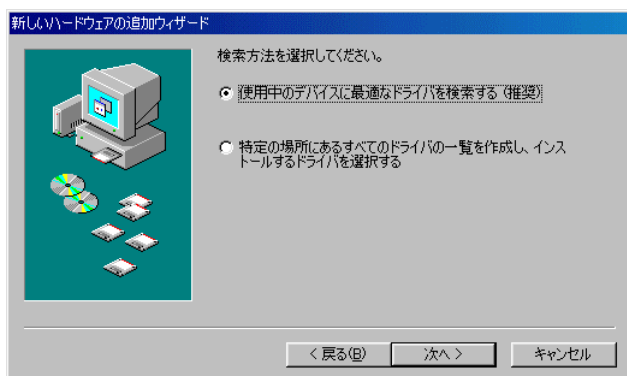 新しいハードウェアの追加ウィザード
検索方法を選択してください。
使用中のデバイスに最適なドライバを検索する (推奨)
特定の場所にあるすべてのドライバの一覧を作成し、インス
トールするドライバを選択する
< 戻る(B)
次へ >
キャンセル